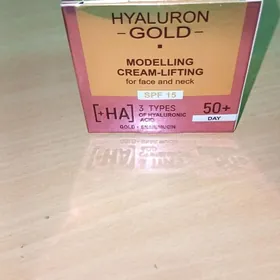 HYALURON
- GOLD -
MODELLING
CREAM-LIFTING
for face and neck
SPF 15
[+HA]
3 TYPES
OF HYALURONIC
ACID
50+
DAY
GOLD